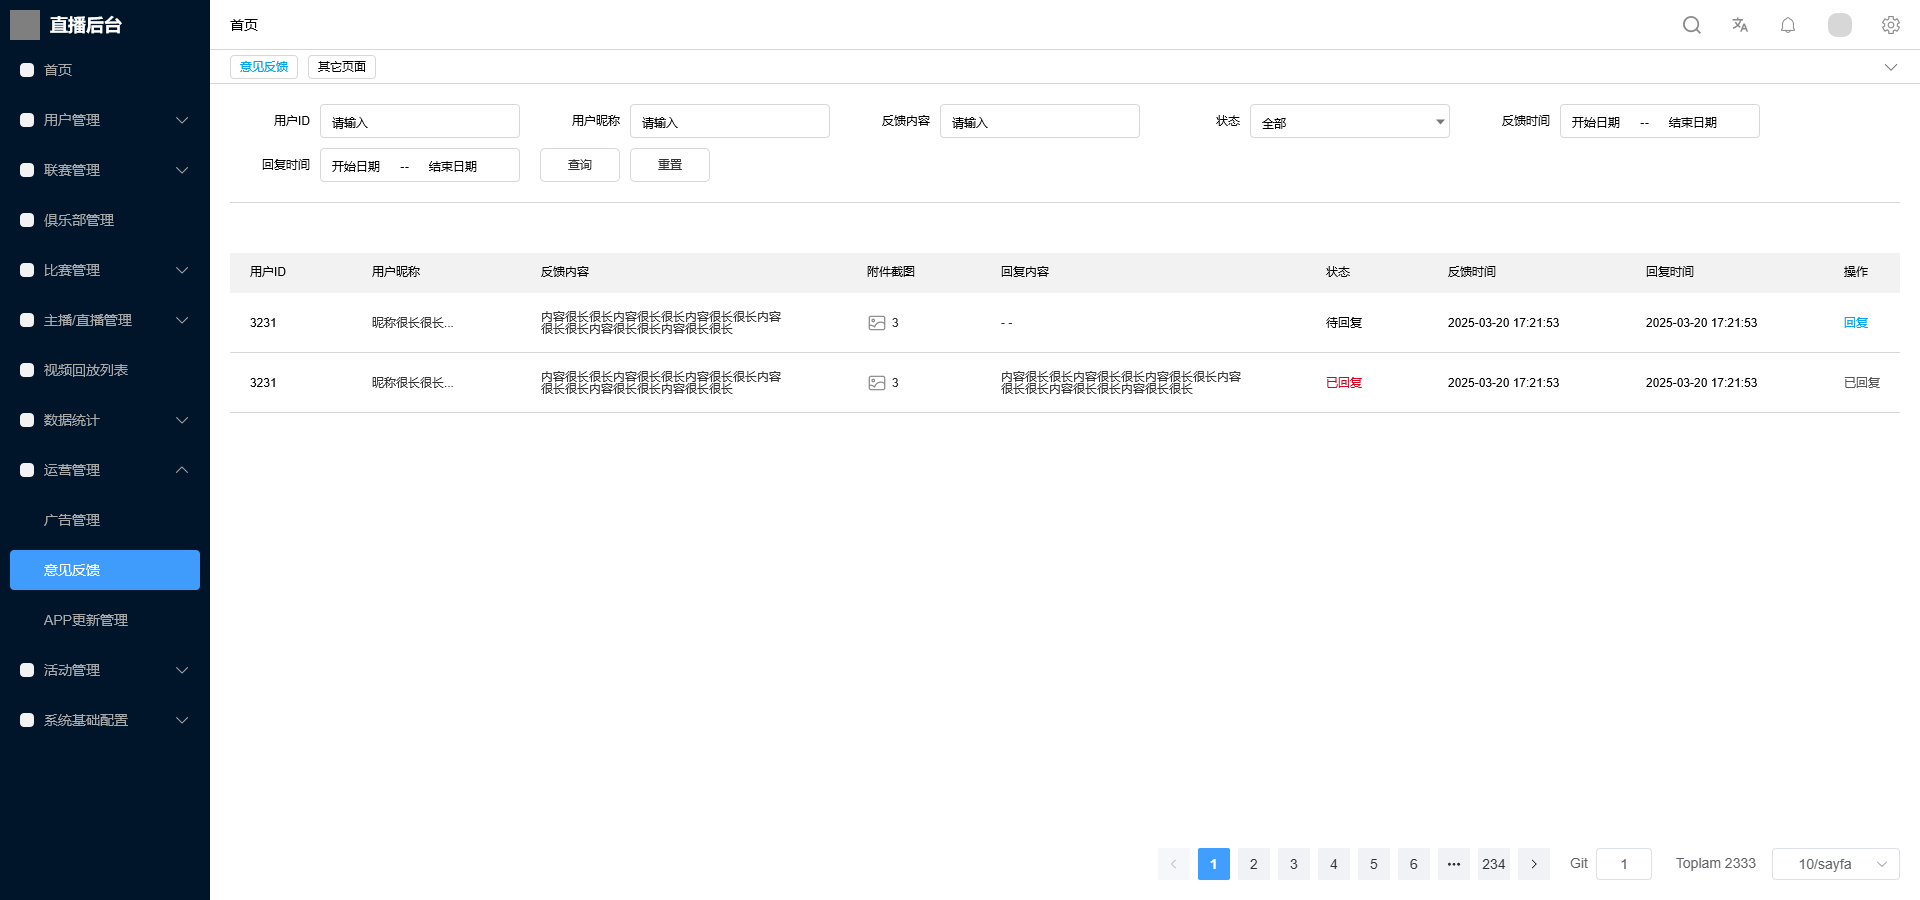 直播后台
首页
用户管理
联赛管理
俱乐部管理
比赛管理
主播/直播管理
视频回放列表
数据统计
运营管理
广告管理
意见反馈
APP更新管理
活动管理
系统基础配置
首页
意见反馈 其它页面
用户ID 请输入 用户昵称 请输入 反馈内容 请输入 状态 全部 反馈时间 开始日期 -- 结束日期
回复时间 开始日期 -- 结束日期 查询 重置
用户ID 用户昵称 反馈内容 附件截图 回复内容 状态 反馈时间 回复时间 操作
3231 昵称很长很长... 内容很长很长内容很长很长内容很长很长内容 3 - - 待回复 2025-03-20 17:21:53 2025-03-20 17:21:53 回复
很长很长内容很长很长内容很长很长
3231 昵称很长很长... 内容很长很长内容很长很长内容很长很长内容 3 内容很长很长内容很长很长内容很长很长内容 已回复 2025-03-20 17:21:53 2025-03-20 17:21:53 已回复
很长很长内容很长很长内容很长很长 很长很长内容很长很长内容很长很长
1 2 3 4 5 6 ••• 234 Git 1 Toplam 2333 10/sayfa